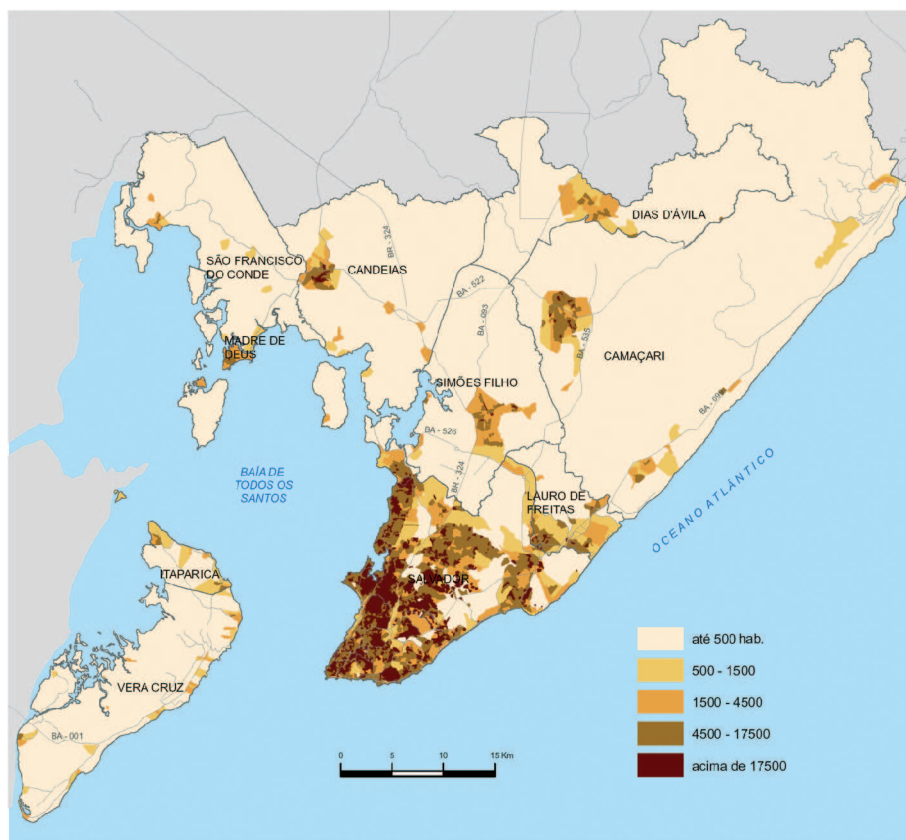 DIAS D'ÁVILA
SÃO FRANCISCO
DO CONDE
CANDEIAS
BR - 324
BA - 522
BA - 093
BA - 535
CAMAÇARI
MADRE DE
DEUS
SIMÕES FILHO
BA - 099
BA - 526
BR - 324
BAÍA DE
TODOS OS
SANTOS
LAURO DE
FREITAS
OCEANO ATLÂNTICO
ITAPARICA
SALVADOR
VERA CRUZ
BA - 001
até 500 hab.
500 - 1500
1500 - 4500
4500 - 17500
acima de 17500
0 5 10 15 Km